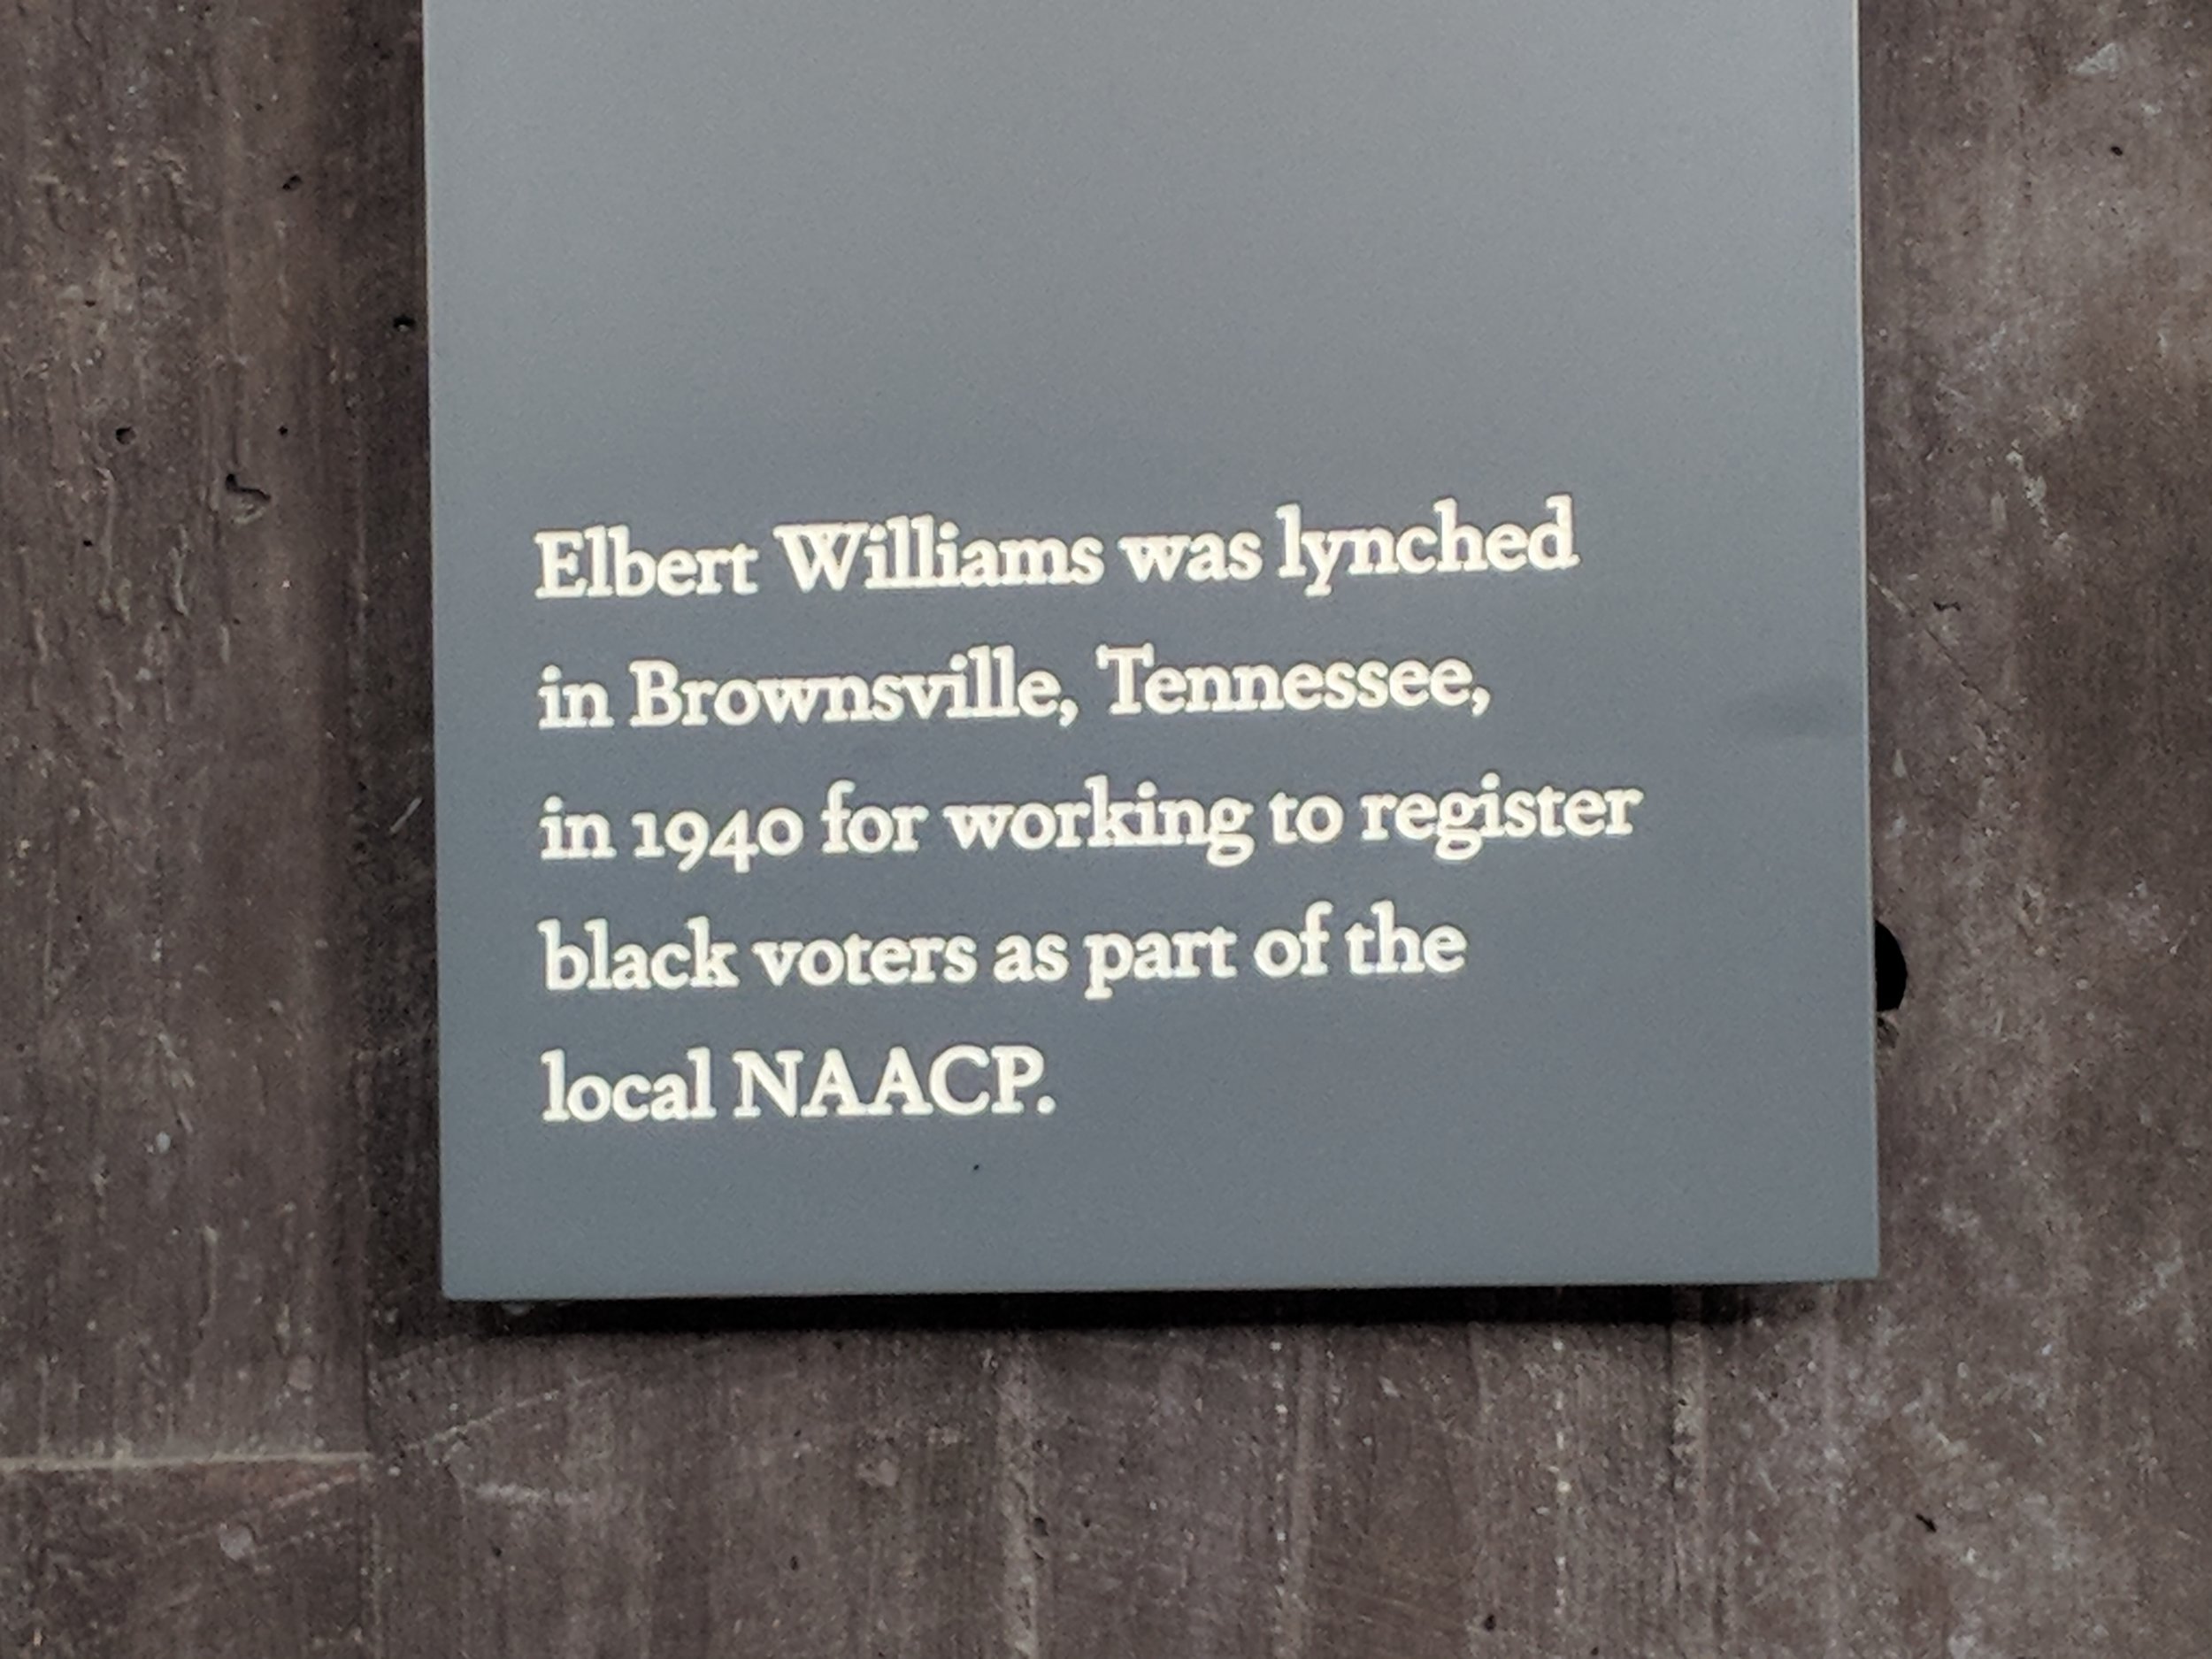 Elbert Williams was lynched
in Brownsville, Tennessee,
in 1940 for working to register
black voters as part of the
local NAACP.